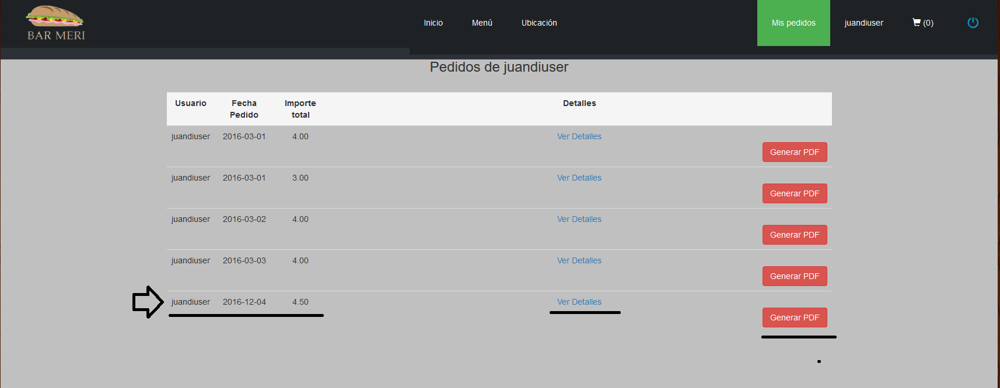 BAR MERI
Inicio Menú Ubicación Mis pedidos juandiuser (0)
Pedidos de juandiuser
Usuario Fecha Pedido Importe total Detalles
juandiuser 2016-03-01 4.00 Ver Detalles Generar PDF
juandiuser 2016-03-01 3.00 Ver Detalles Generar PDF
juandiuser 2016-03-02 4.00 Ver Detalles Generar PDF
juandiuser 2016-03-03 4.00 Ver Detalles Generar PDF
juandiuser 2016-12-04 4.50 Ver Detalles Generar PDF